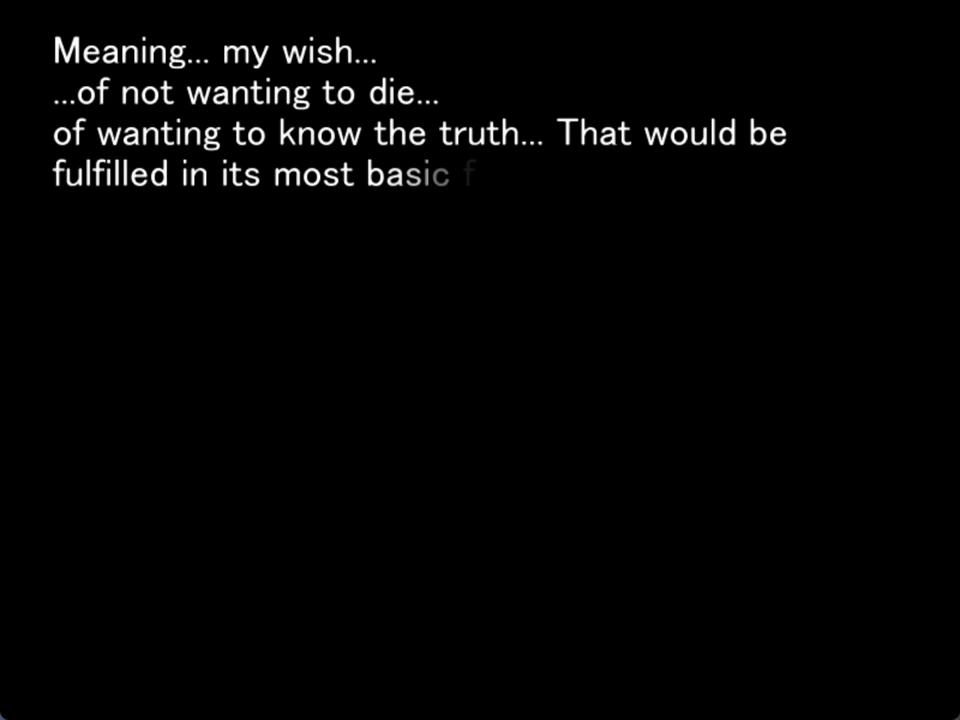 Meaning... my wish...
...of not wanting to die...
of wanting to know the truth... That would be
fulfilled in its most basic f